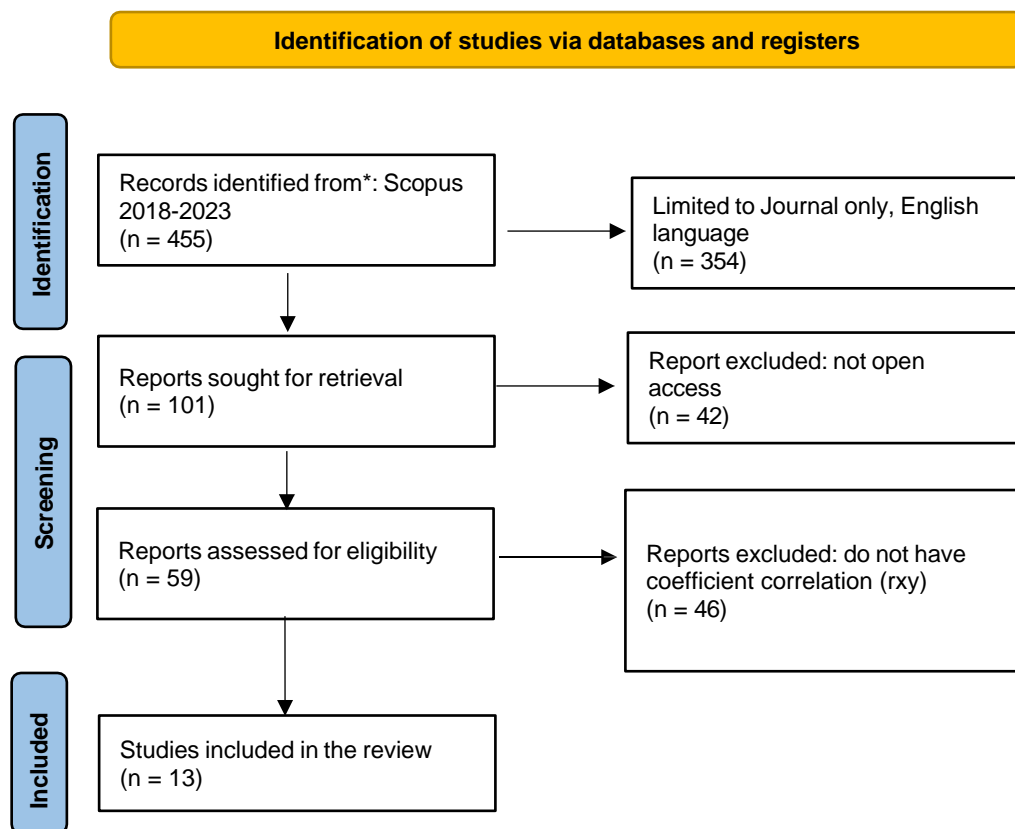 Identification of studies via databases and registers
Identification
Records identified from*: Scopus
2018-2023
(n = 455)
Limited to Journal only, English
language
(n = 354)
Screening
Reports sought for retrieval
(n = 101)
Report excluded: not open
access
(n = 42)
Reports assessed for eligibility
(n = 59)
Reports excluded: do not have
coefficient correlation (rxy)
(n = 46)
Included
Studies included in the review
(n = 13)